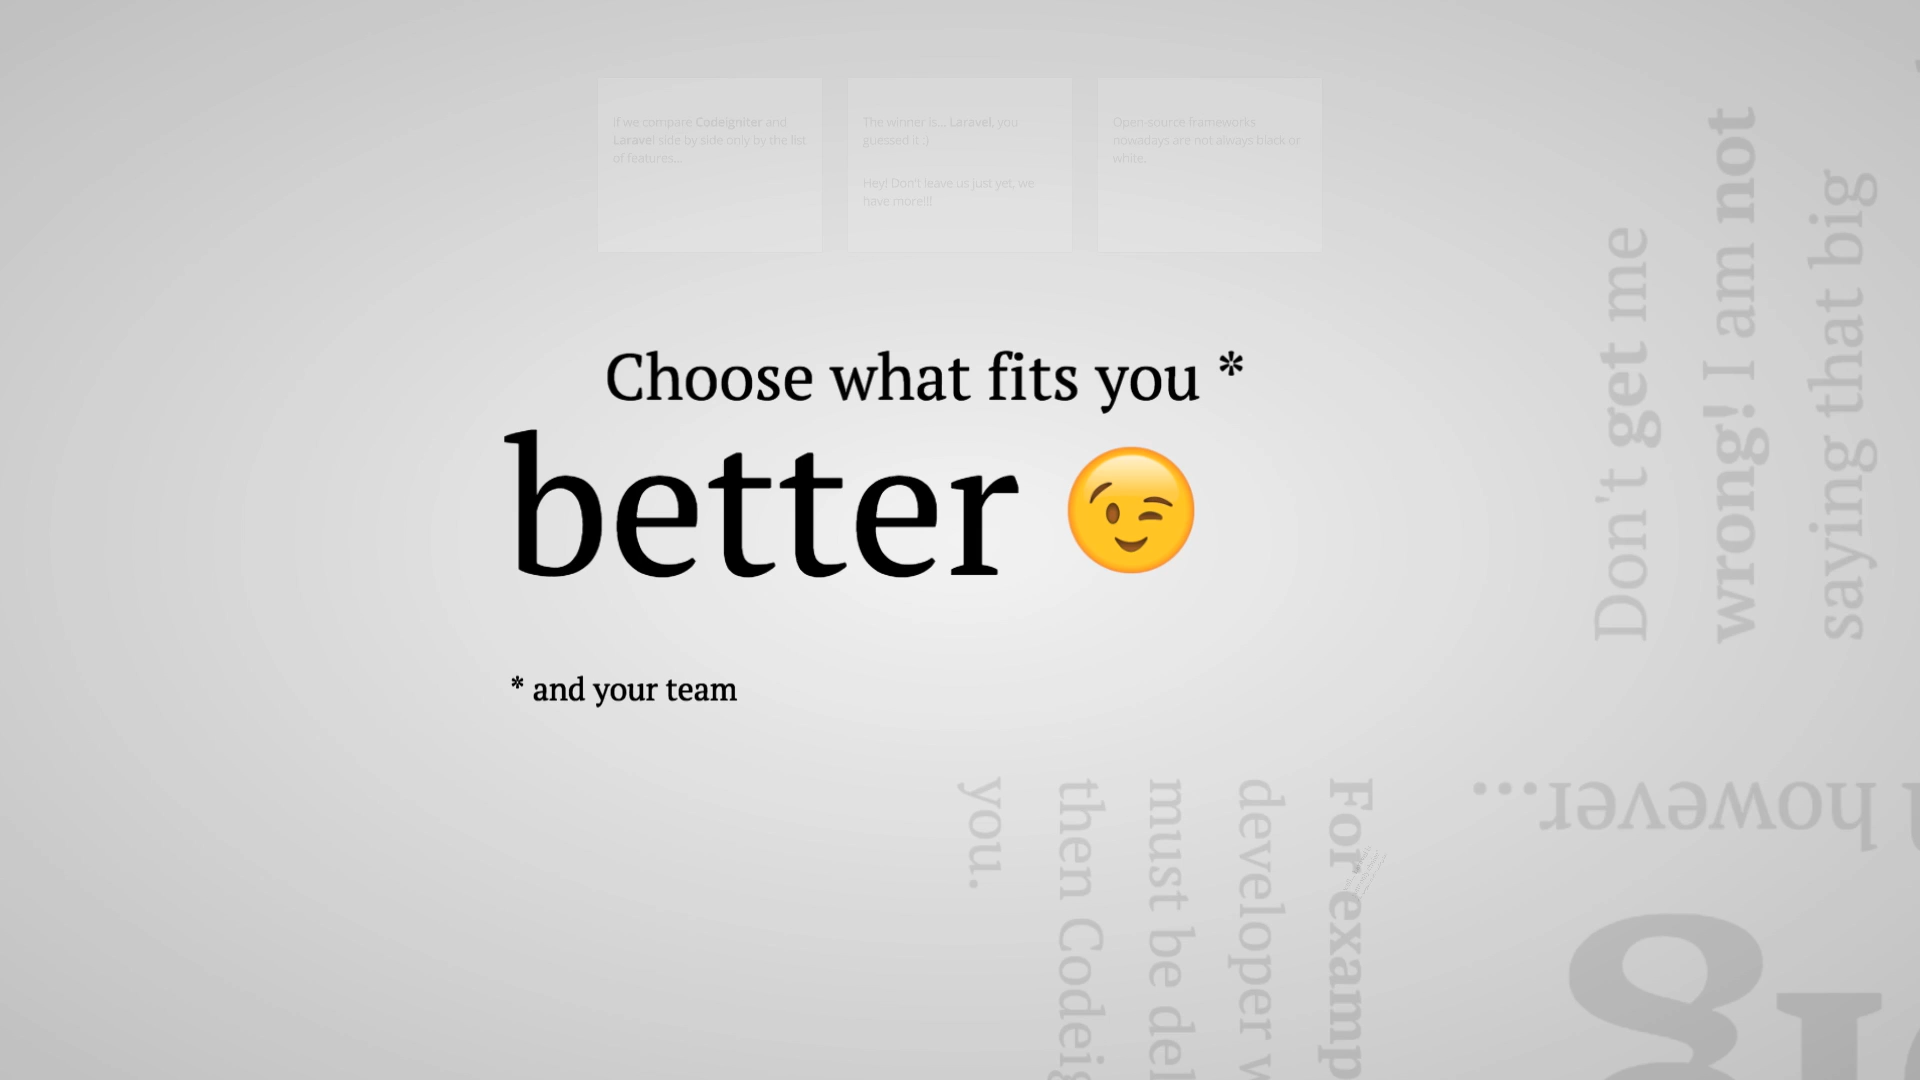 If we compare Codeigniter and
Laravel side by side only by the list
of features...
The winner is... Laravel, you
guessed it :)
Hey! Don't leave us just yet, we
have more!!!
Open-source frameworks
nowadays are not always black or
white.
Choose what fits you *
better 😉
* and your team
Don't get me
wrong! I am not
saying that big
however...
For examp
developer w
must be del
then Codeig
you.